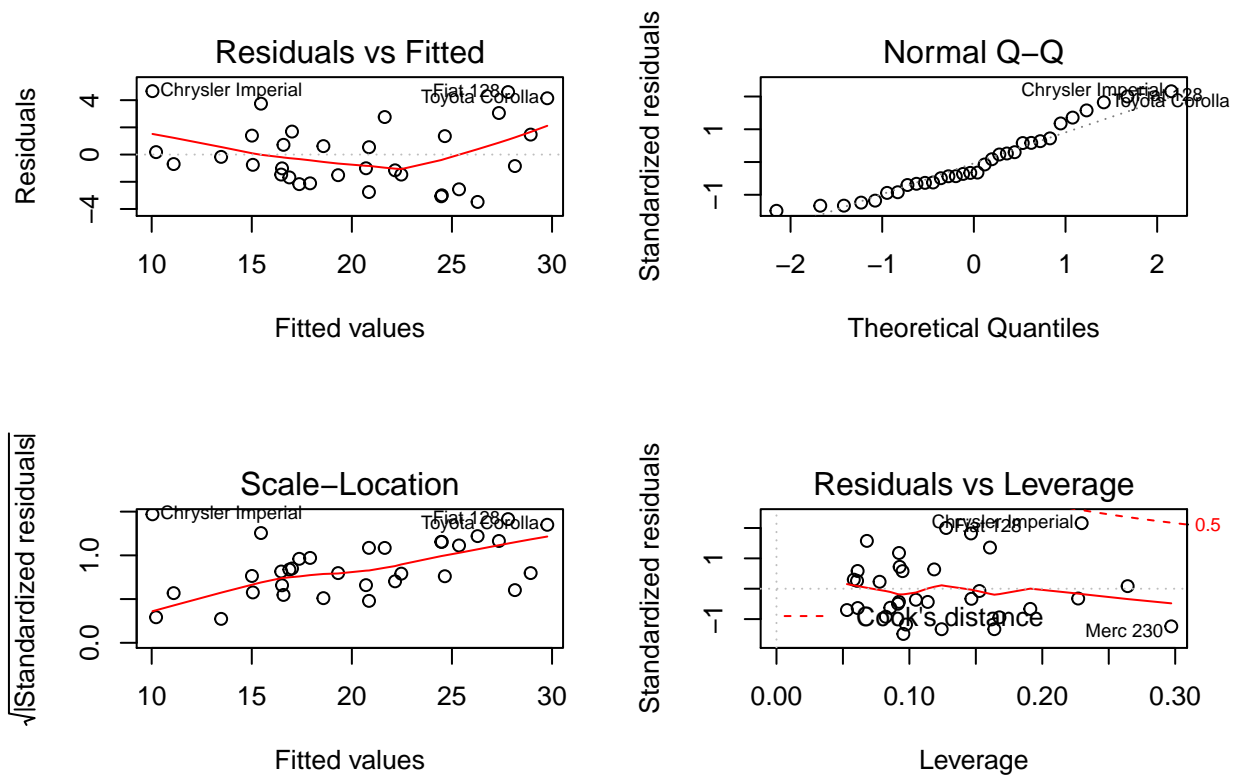 Residuals vs Fitted
Residuals
4
0
−4
Chrysler Imperial
Fiat 128
Toyota Corolla
10 15 20 25 30
Fitted values
Normal Q−Q
Standardized residuals
1
−1
Chrysler Imperial
Fiat 128
Toyota Corolla
−2 −1 0 1 2
Theoretical Quantiles
Scale−Location
√|Standardized residuals|
1.0
0.0
Chrysler Imperial
Fiat 128
Toyota Corolla
10 15 20 25 30
Fitted values
Residuals vs Leverage
Standardized residuals
1
−1
Chrysler Imperial
Fiat 128
0.5
Cook's distance
Merc 230
0.00 0.10 0.20 0.30
Leverage